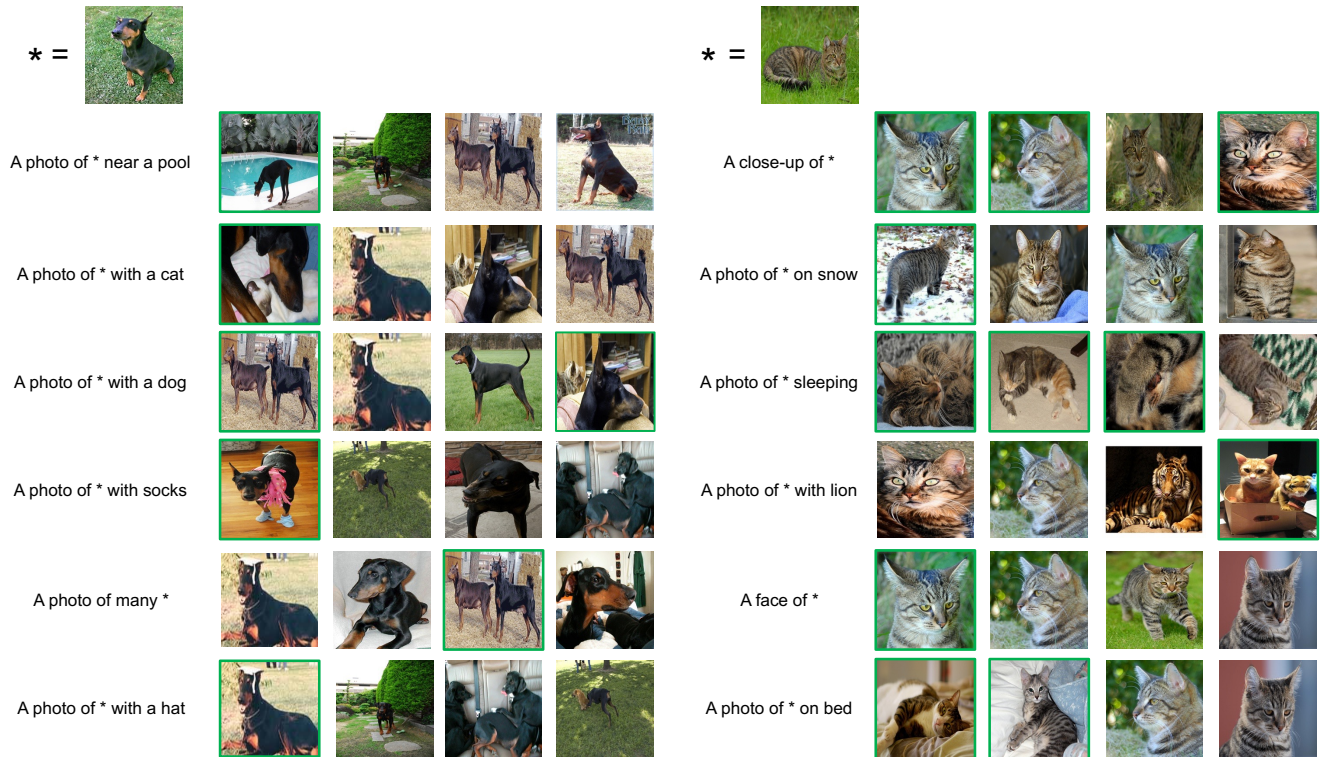 * =
A photo of * near a pool
A photo of * with a cat
A photo of * with a dog
A photo of * with socks
A photo of many *
A photo of * with a hat
* =
A close-up of *
A photo of * on snow
A photo of * sleeping
A photo of * with lion
A face of *
A photo of * on bed